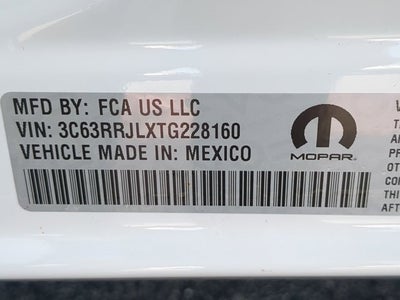 MFD BY: FCA US LLC
VIN: 3C63RRJLXTG228160
VEHICLE MADE IN: MEXICO
MOPAR